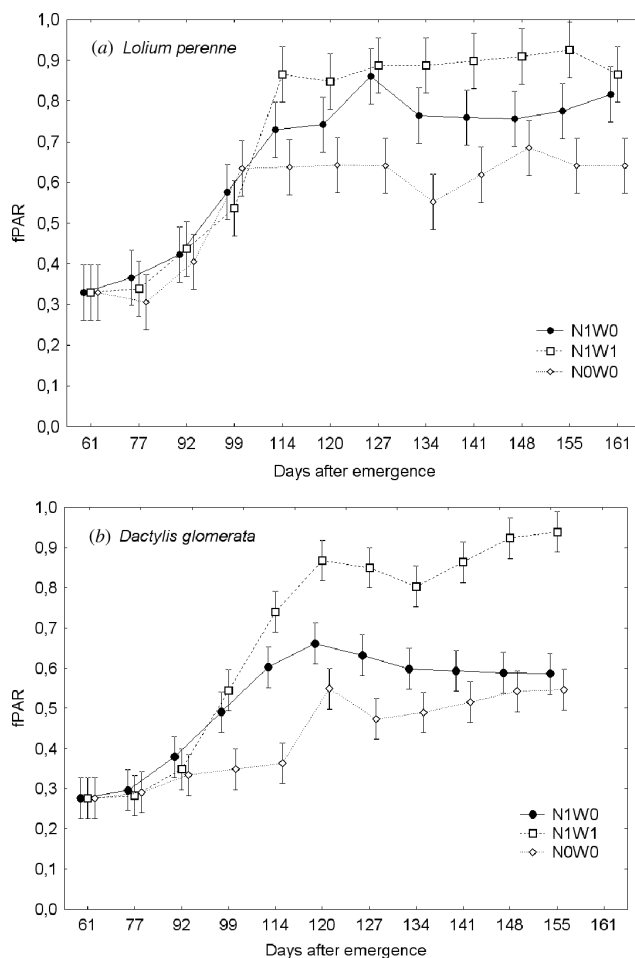 (a) Lolium perenne
1,0
0,9
0,8
0,7
0,6
0,5
0,4
0,3
0,2
0,1
0,0
fPAR
N1W0
N1W1
N0W0
61 77 92 99 114 120 127 134 141 148 155 161
Days after emergence
(b) Dactylis glomerata
1,0
0,9
0,8
0,7
0,6
0,5
0,4
0,3
0,2
0,1
0,0
fPAR
N1W0
N1W1
N0W0
61 77 92 99 114 120 127 134 141 148 155 161
Days after emergence